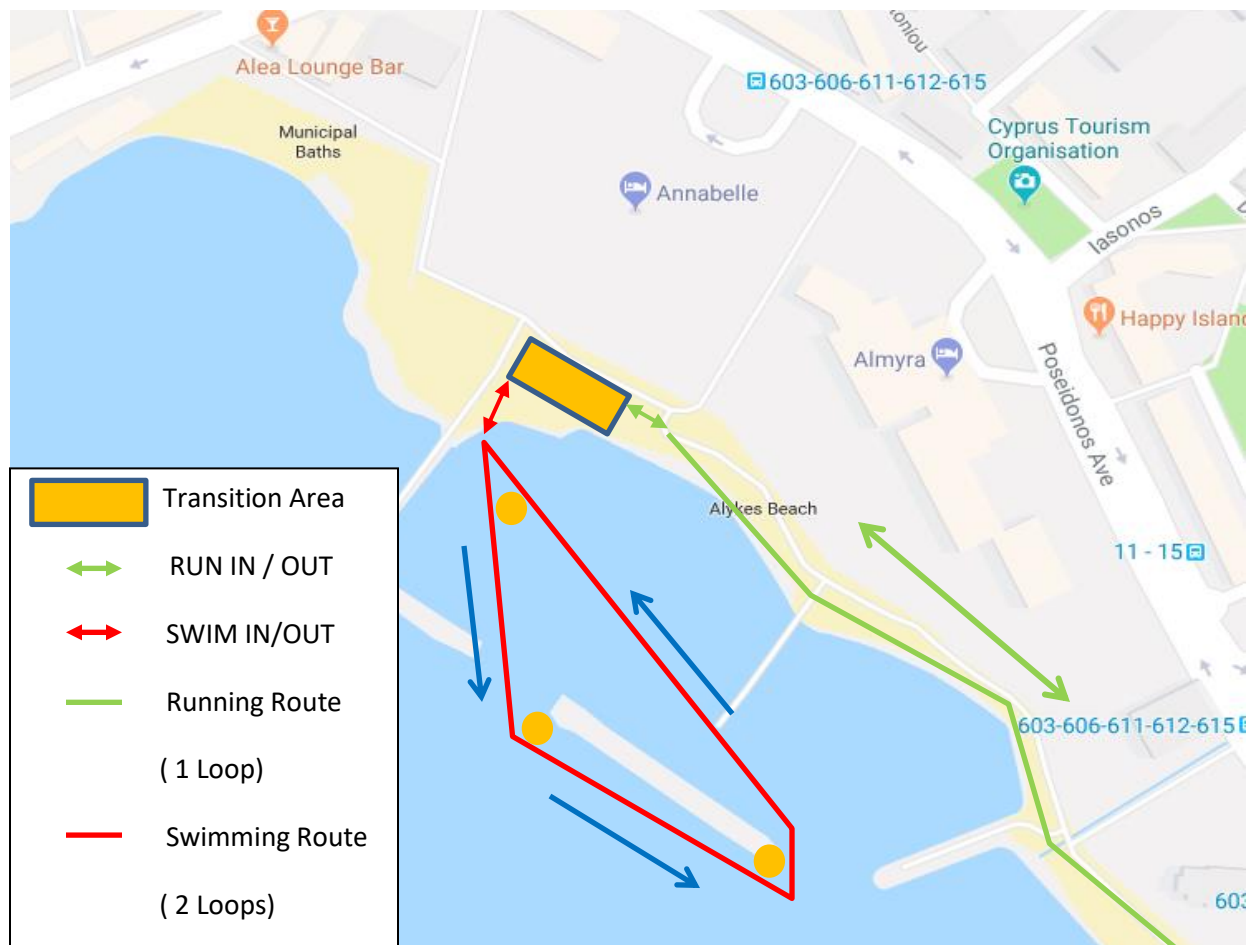 Alea Lounge Bar
Municipal
Baths
603-606-611-612-615
Cyprus Tourism
Organisation
Annabelle
Iasonos
Happy Island
Almyra
Poseidonos Ave
Alykes Beach
11 - 15
603-606-611-612-615
603
Transition Area
RUN IN / OUT
SWIM IN/OUT
Running Route
( 1 Loop)
Swimming Route
( 2 Loops)